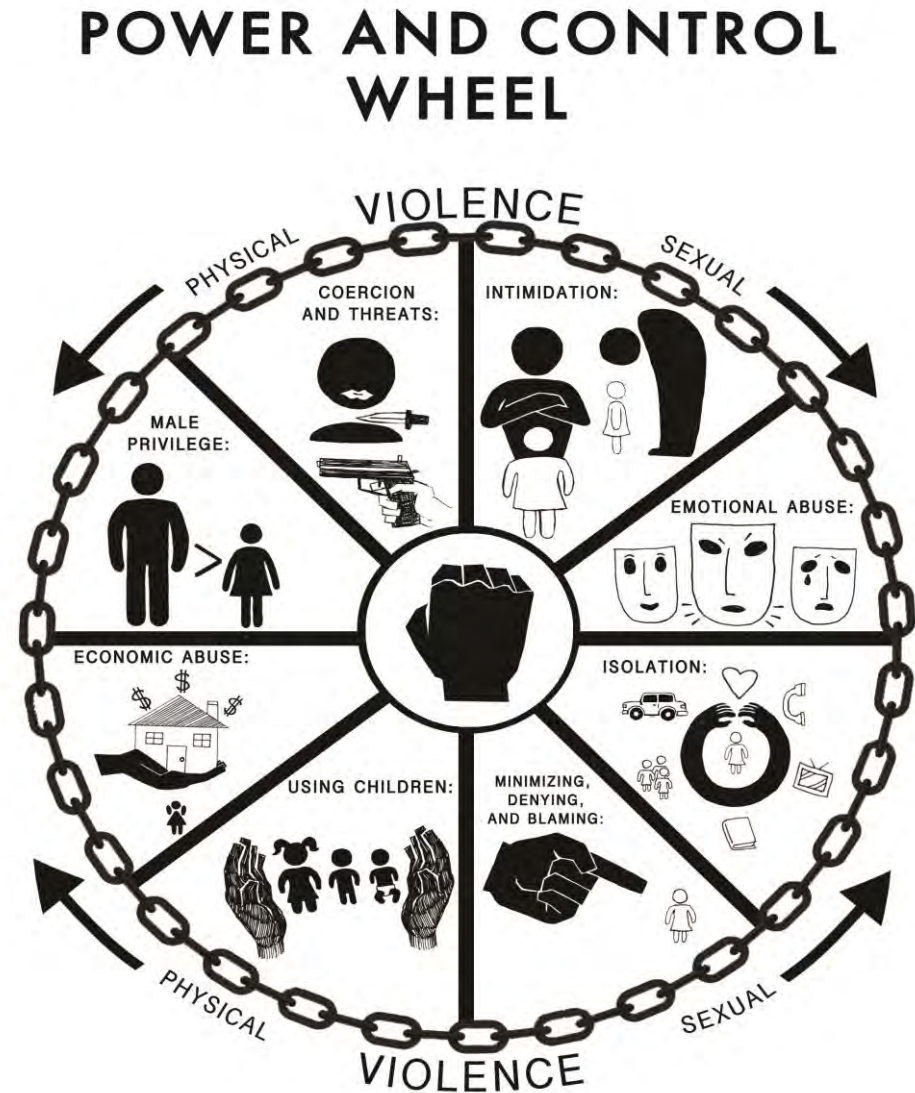 POWER AND CONTROL
WHEEL
VIOLENCE
PHYSICAL
SEXUAL
COERCION
AND THREATS:
INTIMIDATION:
MALE
PRIVILEGE:
EMOTIONAL ABUSE:
ECONOMIC ABUSE:
ISOLATION:
$ $ $
USING CHILDREN:
MINIMIZING,
DENYING,
AND BLAMING:
PHYSICAL
SEXUAL
VIOLENCE